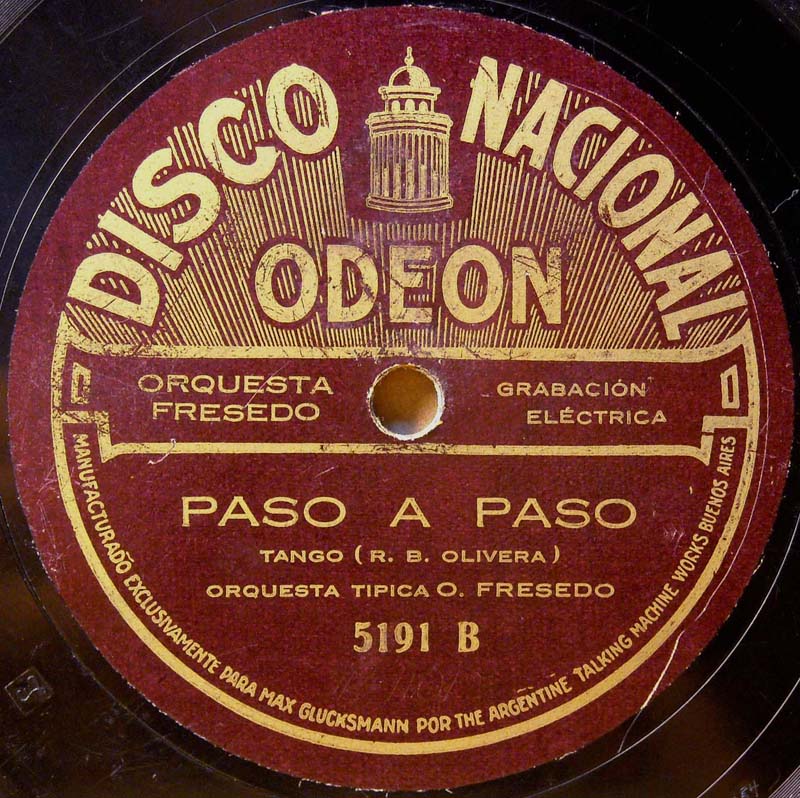 DISCO NACIONAL
ODEON
ORQUESTA
FRESEDO
GRABACIÓN
ELÉCTRICA
PASO A PASO
TANGO (R. B. OLIVERA)
ORQUESTA TIPICA O. FRESEDO
5191 B
MANUFACTURADO EXCLUSIVAMENTE PARA MAX GLUCKSMANN POR THE ARGENTINE TALKING MACHINE WORKS BUENOS AIRES